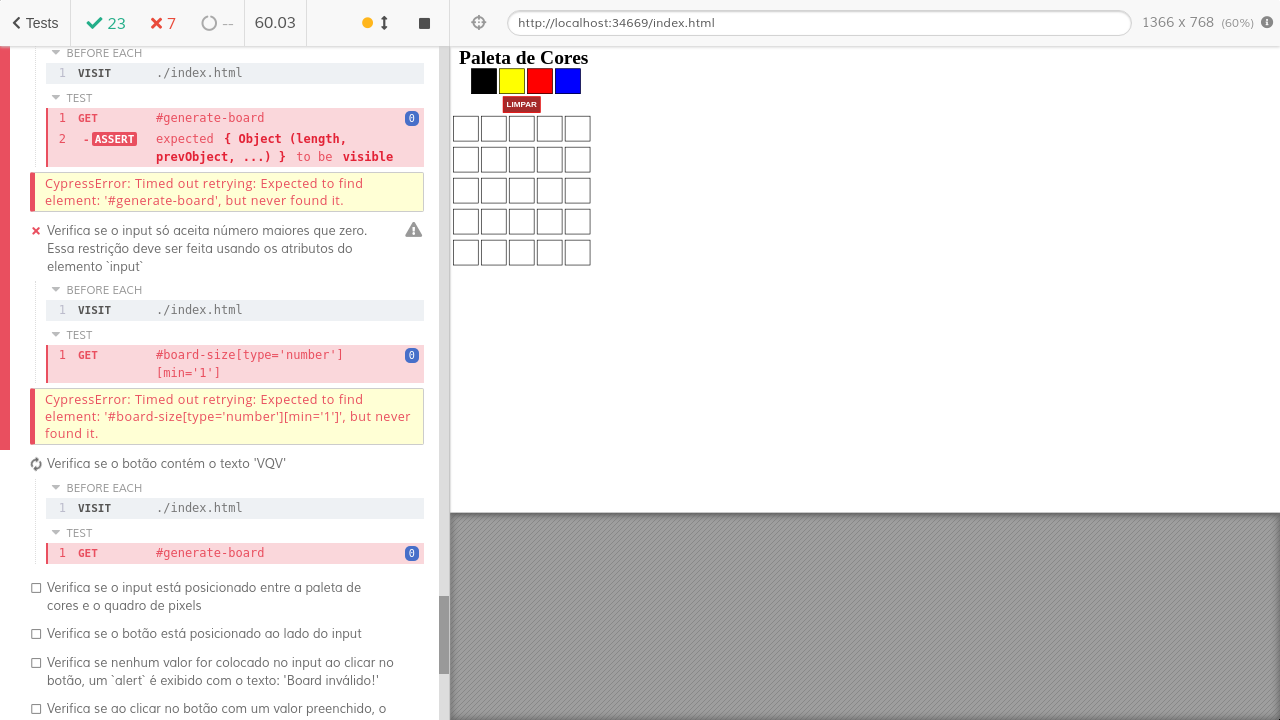 Tests
23
7
--
60.03
http://localhost:34669/index.html
1366 x 768 (60%)
BEFORE EACH
1 VISIT ./index.html
TEST
1 GET #generate-board 0
2 -ASSERT expected { Object (length,
prevObject, ...) } to be visible
CypressError: Timed out retrying: Expected to find
element: '#generate-board', but never found it.
Verifica se o input só aceita número maiores que zero.
Essa restrição deve ser feita usando os atributos do
elemento `input`
BEFORE EACH
1 VISIT ./index.html
TEST
1 GET #board-size[type='number'] 0
[min='1']
CypressError: Timed out retrying: Expected to find
element: '#board-size[type='number'][min='1']', but never
found it.
Verifica se o botão contém o texto 'VQV'
BEFORE EACH
1 VISIT ./index.html
TEST
1 GET #generate-board 0
Verifica se o input está posicionado entre a paleta de
cores e o quadro de pixels
Verifica se o botão está posicionado ao lado do input
Verifica se nenhum valor for colocado no input ao clicar no
botão, um `alert` é exibido com o texto: 'Board inválido!'
Verifica se ao clicar no botão com um valor preenchido, o
Paleta de Cores
LIMPAR